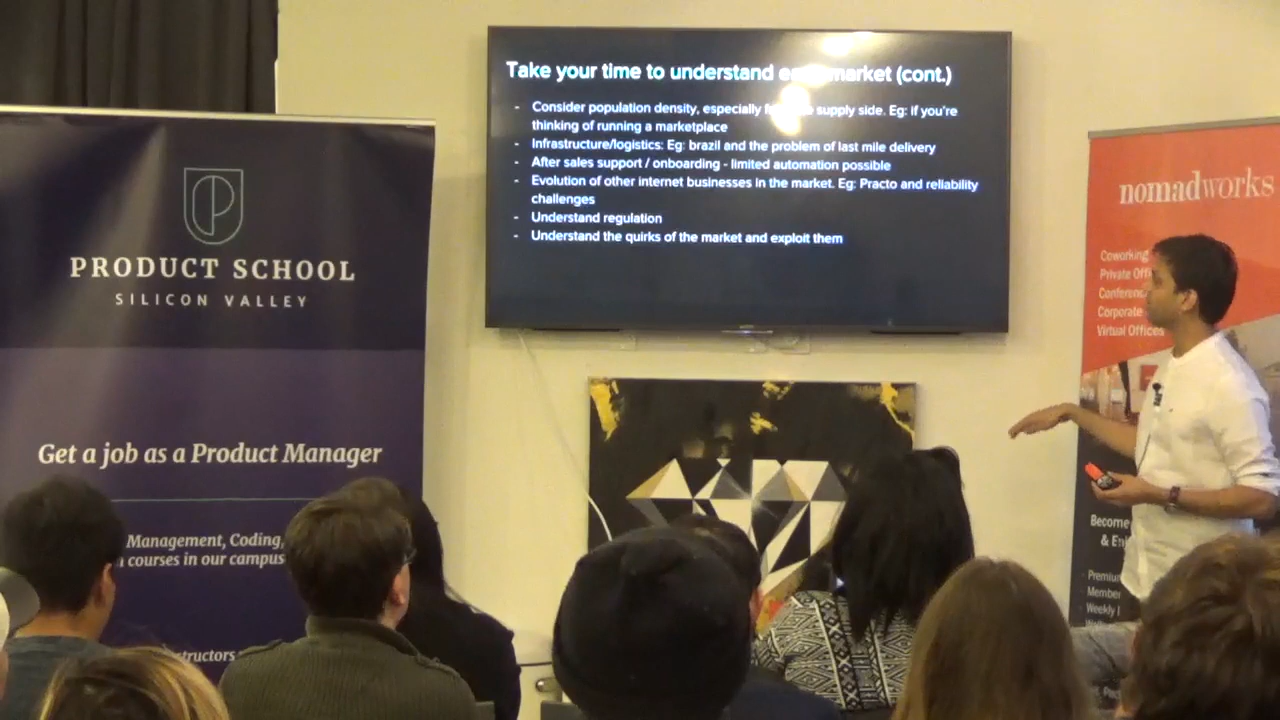 Take your time to understand market (cont.)
- Consider population density, especially supply side. Eg: if you're
thinking of running a marketplace
- Infrastructure/logistics: Eg: brazil and the problem of last mile delivery
- After sales support / onboarding - limited automation possible
- Evolution of other internet businesses in the market. Eg: Practo and reliability
challenges
- Understand regulation
- Understand the quirks of the market and exploit them
PRODUCT SCHOOL
SILICON VALLEY
Get a job as a Product Manager
Management, Coding,
courses in our campus
nomadworks
Coworking
Private
Corporate
Virtual Offices
Become
&
Member
Weekly